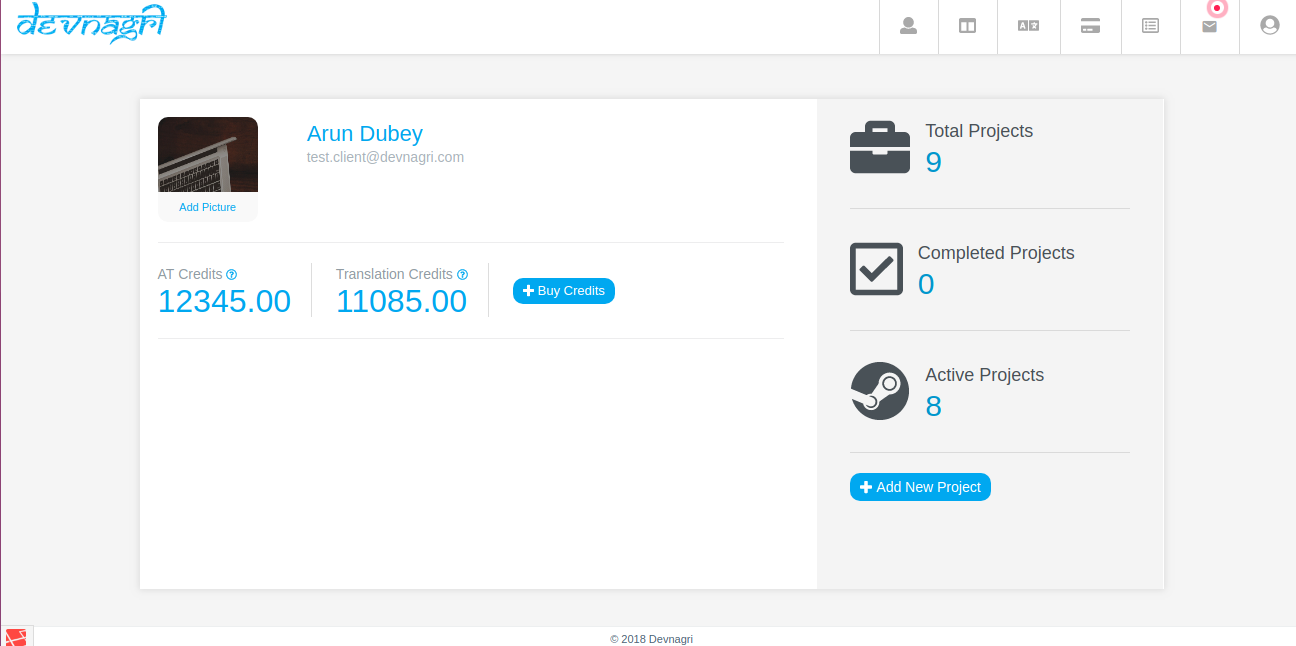 devnagri
Arun Dubey
test.client@devnagri.com
Add Picture
AT Credits
12345.00
Translation Credits
11085.00
Buy Credits
Total Projects
9
Completed Projects
0
Active Projects
8
Add New Project
© 2018 Devnagri